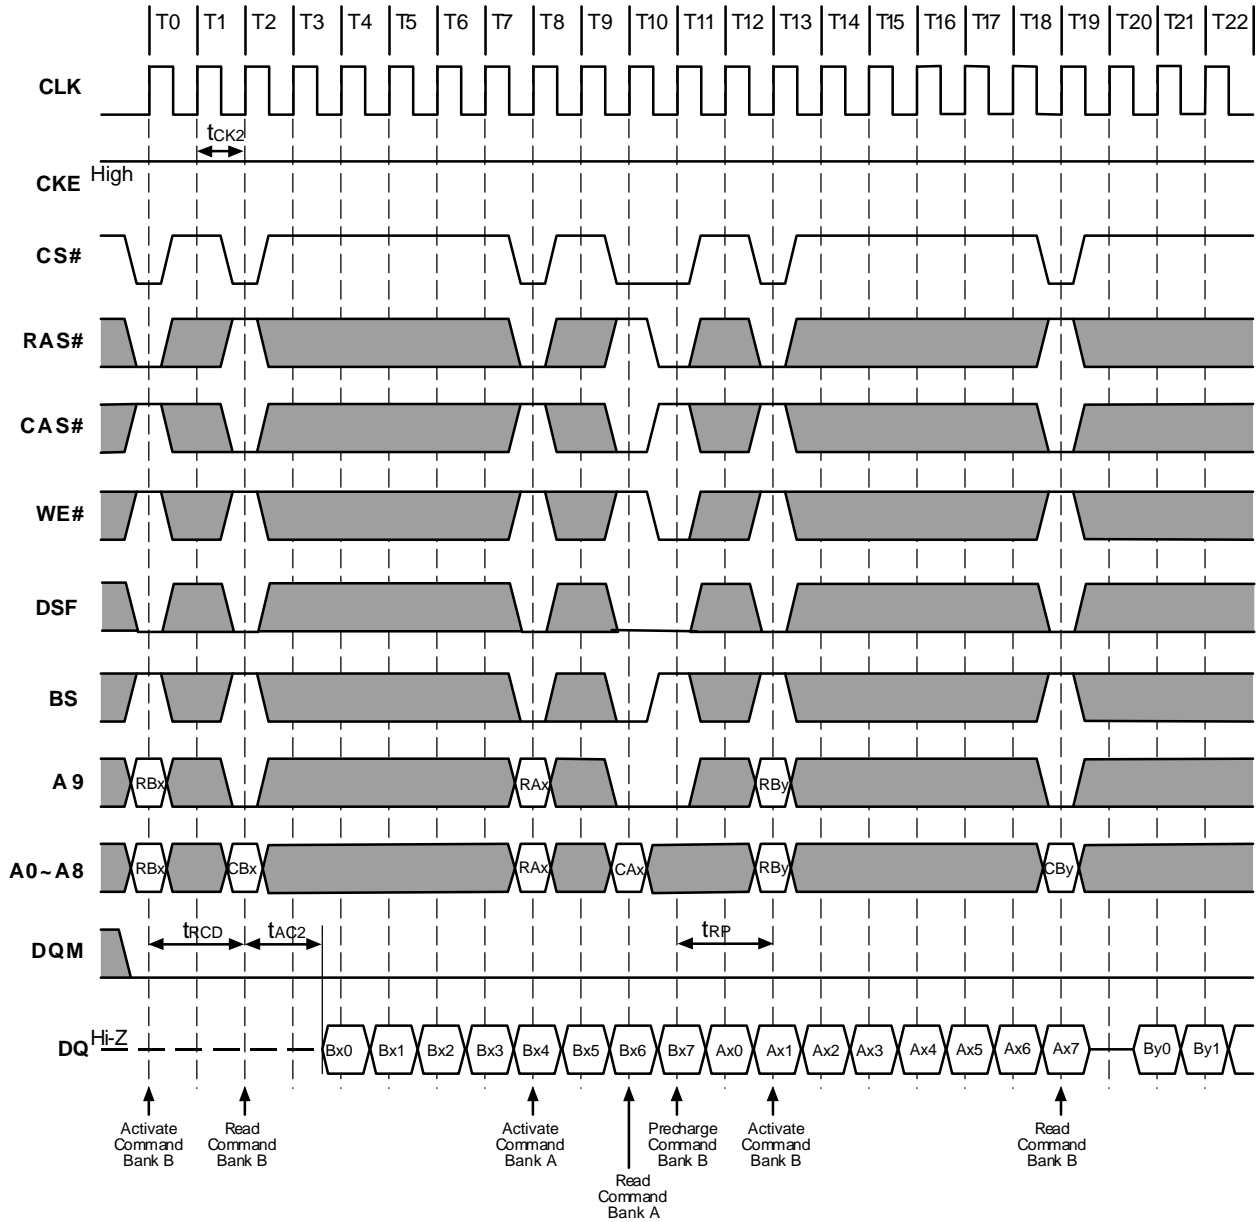 T0 T1 T2 T3 T4 T5 T6 T7 T8 T9 T10 T11 T12 T13 T14 T15 T16 T17 T18 T19 T20 T21 T22
CLK
tCK2
High
CKE
CS#
RAS#
CAS#
WE#
DSF
BS
A9 RBx RAx RBy
A0~A8 RBx CBx RAx CAx RBy CBy
tRCD tAC2 tRP
DQM
Hi-Z
DQ Bx0 Bx1 Bx2 Bx3 Bx4 Bx5 Bx6 Bx7 Ax0 Ax1 Ax2 Ax3 Ax4 Ax5 Ax6 Ax7 By0 By1
Activate
Command
Bank B
Read
Command
Bank B
Activate
Command
Bank A
Read
Command
Bank A
Precharge
Command
Bank B
Activate
Command
Bank B
Read
Command
Bank B